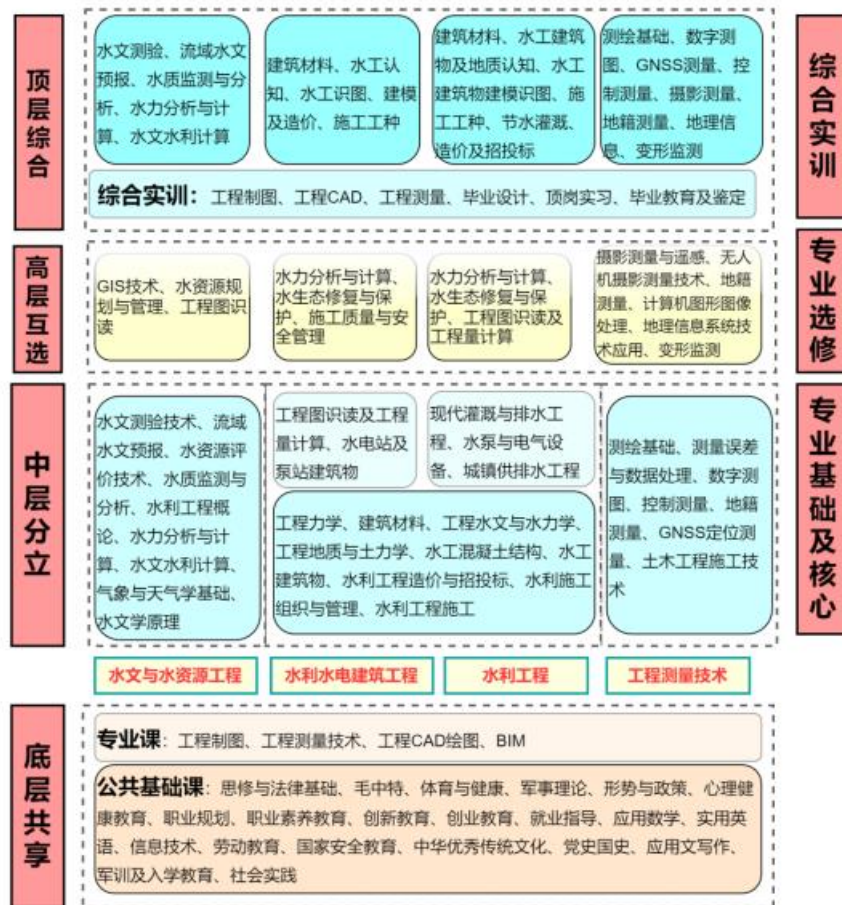 顶层综合
水文测验、流域水文
预报、水质监测与分
析、水力分析与计
算、水文水利计算
建筑材料、水工认
知、水工识图、建模
及造价、施工工种
建筑材料、水工建筑
物及地质认知、水工
建筑物建模识图、施
工工种、节水灌溉、
造价及招投标
测绘基础、数字测
图、GNSS测量、控
制测量、摄影测量、
地籍测量、地理信
息、变形监测
综合实训：工程制图、工程CAD、工程测量、毕业设计、顶岗实习、毕业教育及鉴定
综合实训
高层互选
GIS技术、水资源规
划与管理、工程图识
读
水力分析与计算、
水生态修复与保
护、施工质量与安
全管理
水力分析与计算、
水生态修复与保
护、工程图识读及
工程量计算
摄影测量与遥感、无人
机摄影测量技术、地籍
测量、计算机图形图像
处理、地理信息系统技
术应用、变形监测
专业选修
中层分立
水文测验技术、流域
水文预报、水资源评
价技术、水质监测与
分析、水利工程概
论、水力分析与计
算、水文水利计算、
气象与天气学基础、
水文学原理
工程图识读及工程
量计算、水电站及
泵站建筑物
现代灌溉与排水工
程、水泵与电气设
备、城镇供排水工程
工程力学、建筑材料、工程水文与水力学、
工程地质与土力学、水工混凝土结构、水工
建筑物、水利工程造价与招投标、水利施工
组织与管理、水利工程施工
测绘基础、测量误差
与数据处理、数字测
图、控制测量、地籍
测量、GNSS定位测
量、土木工程施工技
术
专业基础及核心
水文与水资源工程
水利水电建筑工程
水利工程
工程测量技术
底层共享
专业课：工程制图、工程测量技术、工程CAD绘图、BIM
公共基础课：思修与法律基础、毛中特、体育与健康、军事理论、形势与政策、心理健
康教育、职业规划、职业素养教育、创新教育、创业教育、就业指导、应用数学、实用英
语、信息技术、劳动教育、国家安全教育、中华优秀传统文化、党史国史、应用文写作、
军训及入学教育、社会实践